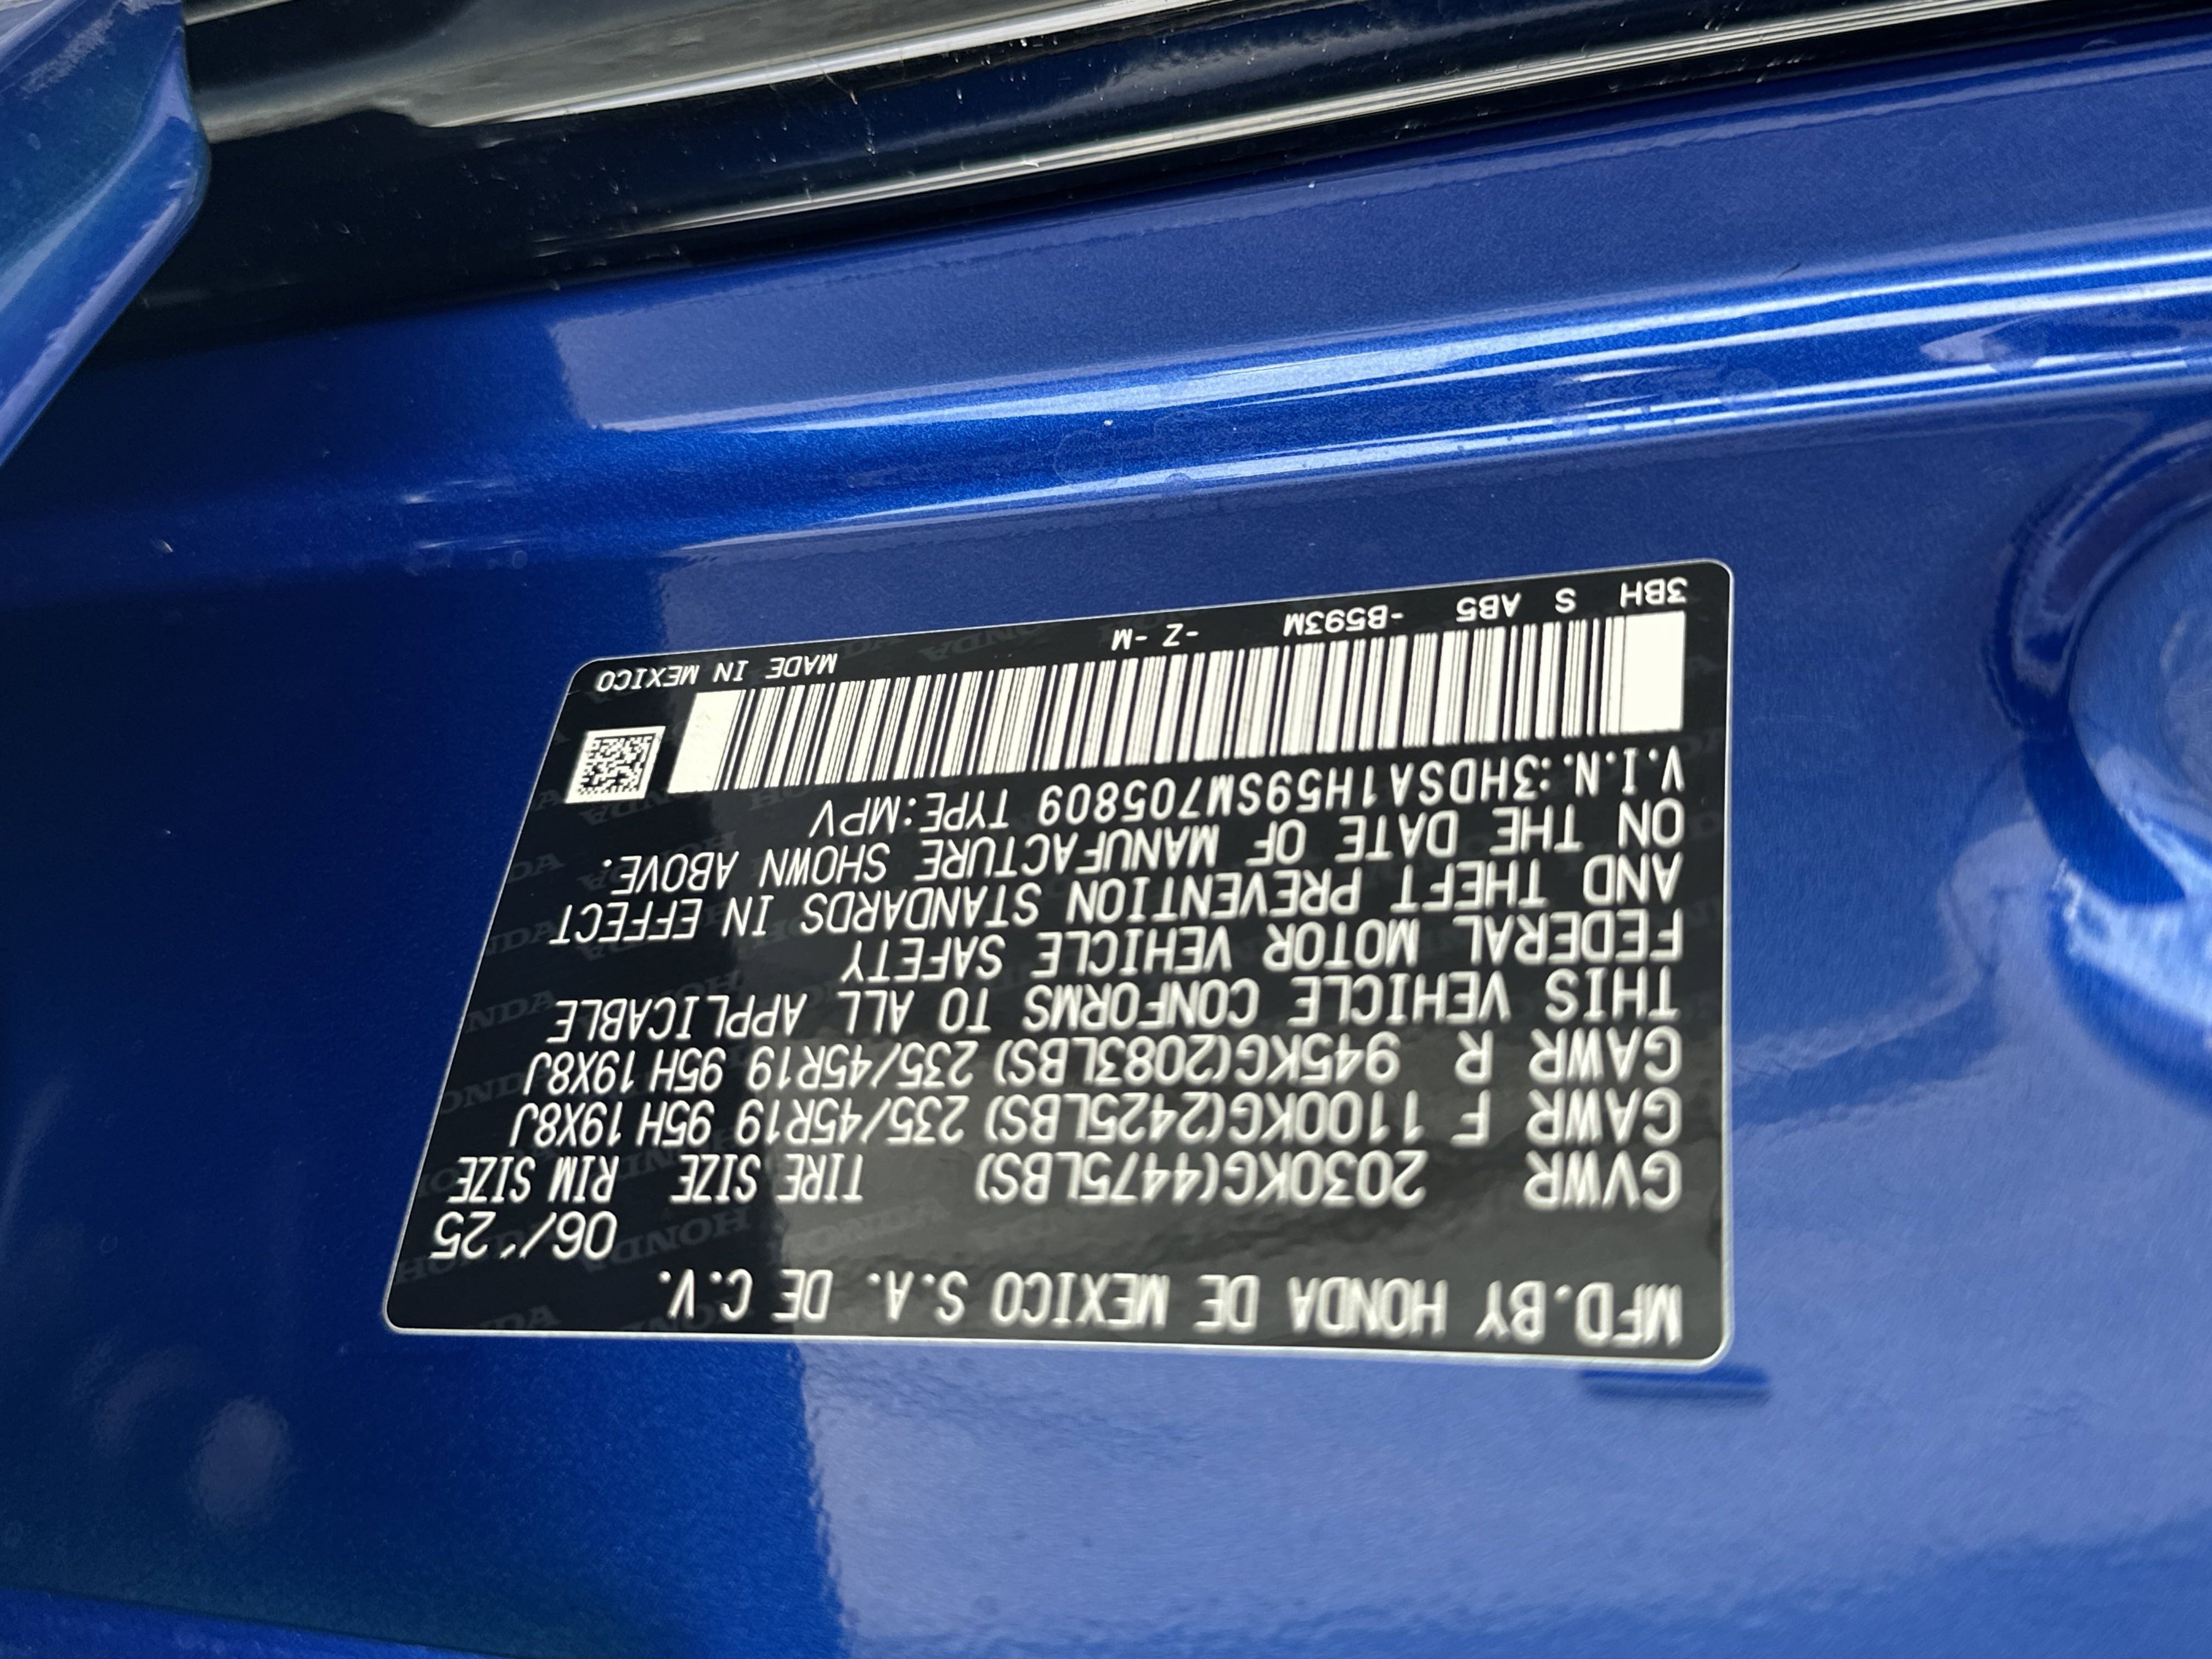 MFD.BY HONDA DE MEXICO S.A. DE C.V.
06/'25
GVWR 2030KG(4475LBS) TIRE SIZE RIM SIZE
GAWR F 1100KG(2425LBS) 235/45R19 95H 19X8J
GAWR R 945KG(2083LBS) 235/45R19 95H 19X8J
THIS VEHICLE CONFORMS TO ALL APPLICABLE
FEDERAL MOTOR VEHICLE SAFETY
AND THEFT PREVENTION STANDARDS IN EFFECT
ON THE DATE OF MANUFACTURE SHOWN ABOVE.
V.I.N.:3HDSA1H59SM705809 TYPE:MPV
3BH S AB5 -B593M -Z -M MADE IN MEXICO